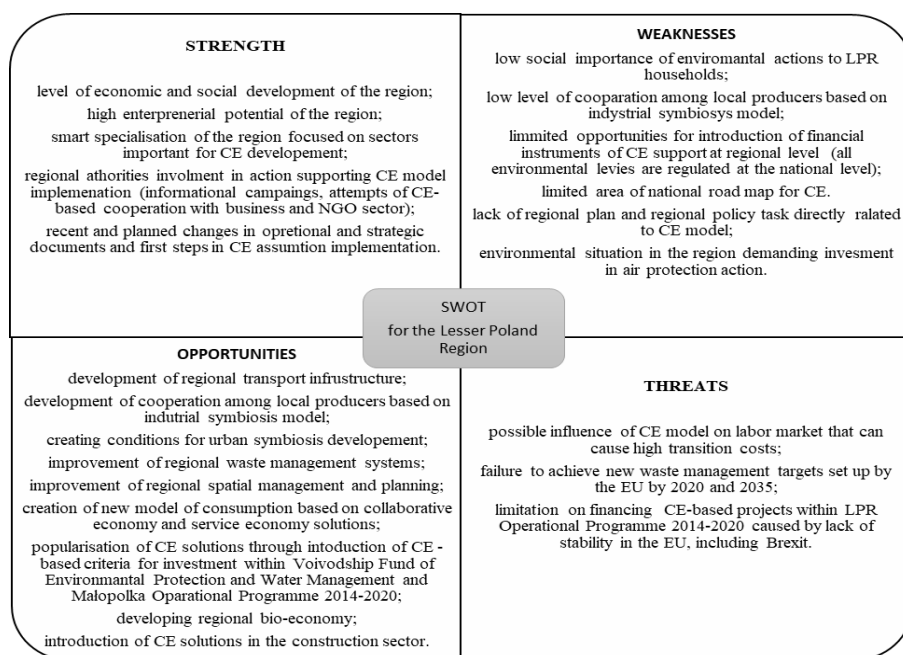 STRENGTH
level of economic and social development of the region;
high enterprenerial potential of the region;
smart specialisation of the region focused on sectors
important for CE developement;
regional athorities involment in action supporting CE model
implemenation (informational campaings, attempts of CE-
based cooperation with business and NGO sector);
recent and planned changes in opretional and strategic
documents and first steps in CE assumtion implementation.
WEAKNESSES
low social importance of enviromantal actions to LPR
households;
low level of cooparation among local producers based on
indystrial symbiosys model;
limmited opportunities for introduction of financial
instruments of CE support at regional level (all
environmental levies are regulated at the national level);
limited area of national road map for CE.
lack of regional plan and regional policy task directly ralated
to CE model;
environmental situation in the region demanding invesment
in air protection action.
SWOT
for the Lesser Poland
Region
OPPORTUNITIES
development of regional transport infrustructure;
development of cooperation among local producers based on
indutrial symbiosis model;
creating conditions for urban symbiosis developement;
improvement of regional waste management systems;
improvement of regional spatial management and planning;
creation of new model of consumption based on collaborative
economy and service economy solutions;
popularisation of CE solutions through intoduction of CE -
based criteria for investment within Voivodship Fund of
Environmantal Protection and Water Management and
Małopolka Oparational Programme 2014-2020;
developing regional bio-economy;
introduction of CE solutions in the construction sector.
THREATS
possible influence of CE model on labor market that can
cause high transition costs;
failure to achieve new waste management targets set up by
the EU by 2020 and 2035;
limitation on financing CE-based projects within LPR
Operational Programme 2014-2020 caused by lack of
stability in the EU, including Brexit.